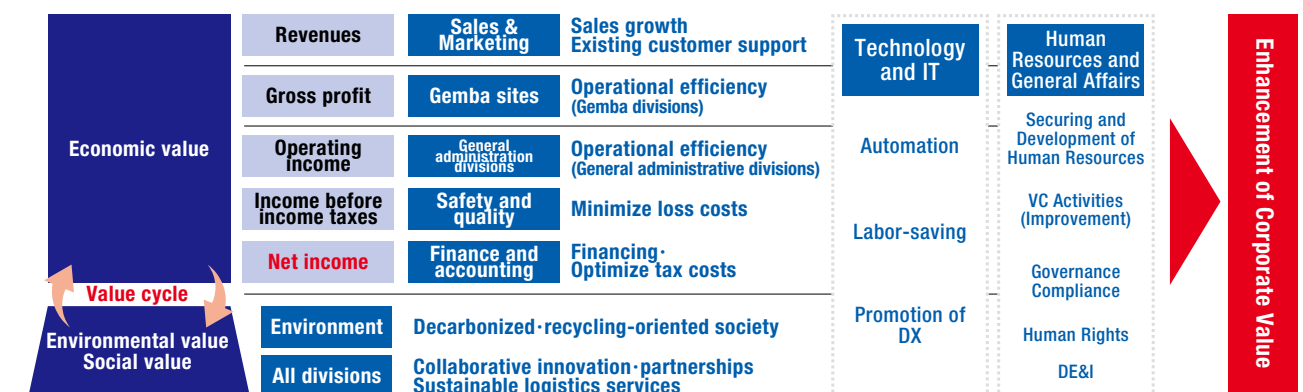 Economic value
Value cycle
Environmental value
Social value
Revenues
Sales &
Marketing
Sales growth
Existing customer support
Gross profit
Gemba sites
Operational efficiency
(Gemba divisions)
Operating
income
General
administration
divisions
Operational efficiency
(General administrative divisions)
Income before
income taxes
Safety and
quality
Minimize loss costs
Net income
Finance and
accounting
Financing·
Optimize tax costs
Environment
Decarbonized·recycling-oriented society
All divisions
Collaborative innovation·partnerships
Sustainable logistics services
Technology
and IT
Automation
Labor-saving
Promotion of
DX
Human
Resources and
General Affairs
Securing and
Development of
Human Resources
VC Activities
(Improvement)
Governance
Compliance
Human Rights
DE&I
Enhancement of Corporate Value